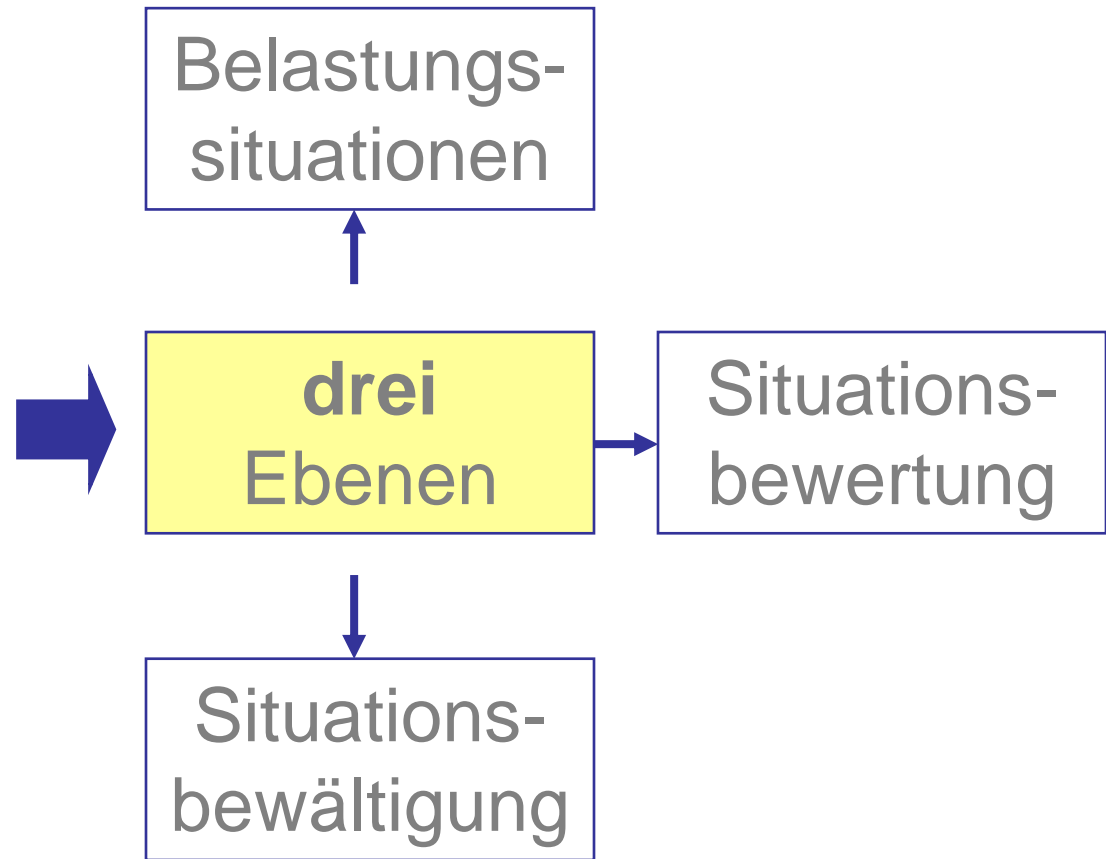 Belastungs-
situationen
drei
Ebenen
Situations-
bewertung
Situations-
bewältigung